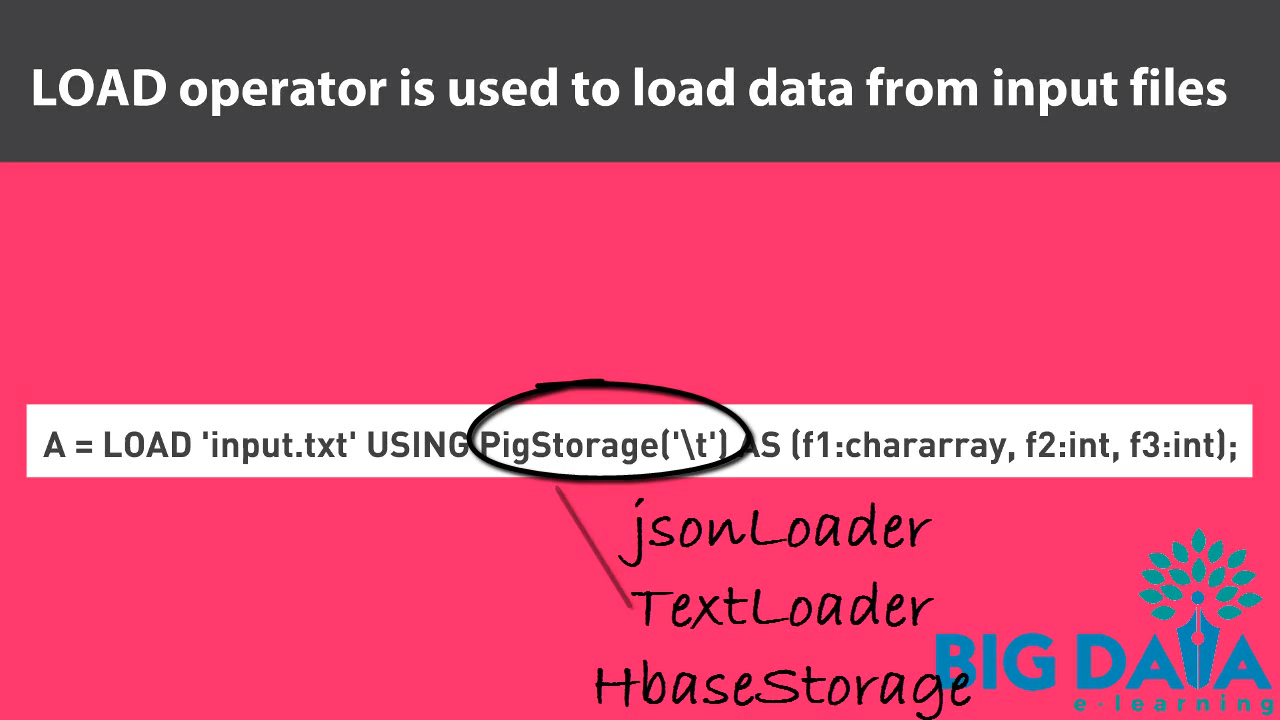 LOAD operator is used to load data from input files
A = LOAD 'input.txt' USING PigStorage('\t') AS (f1:chararray, f2:int, f3:int);
jsonLoader
TextLoader
HbaseStorage
BIG DATA
e-learning